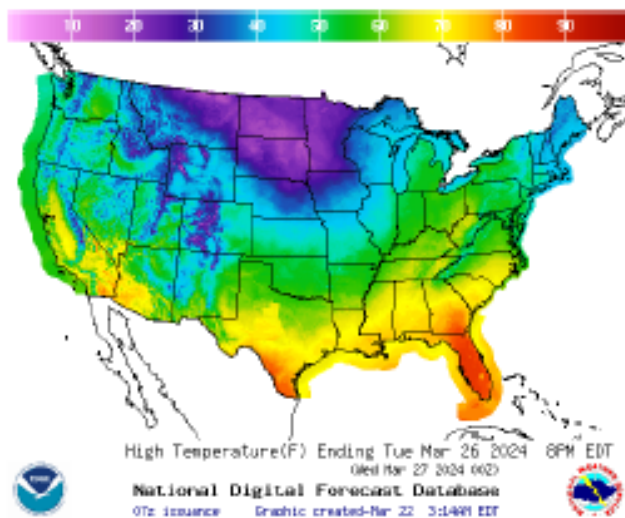 10 20 30 40 50 60 70 80 90
High Temperature(F) Ending Tue Mar 26 2024 8PM EDT
(Wed Mar 27 2024 00Z)
National Digital Forecast Database
07z issuance Graphic created-Mar 22 3:14AM EDT